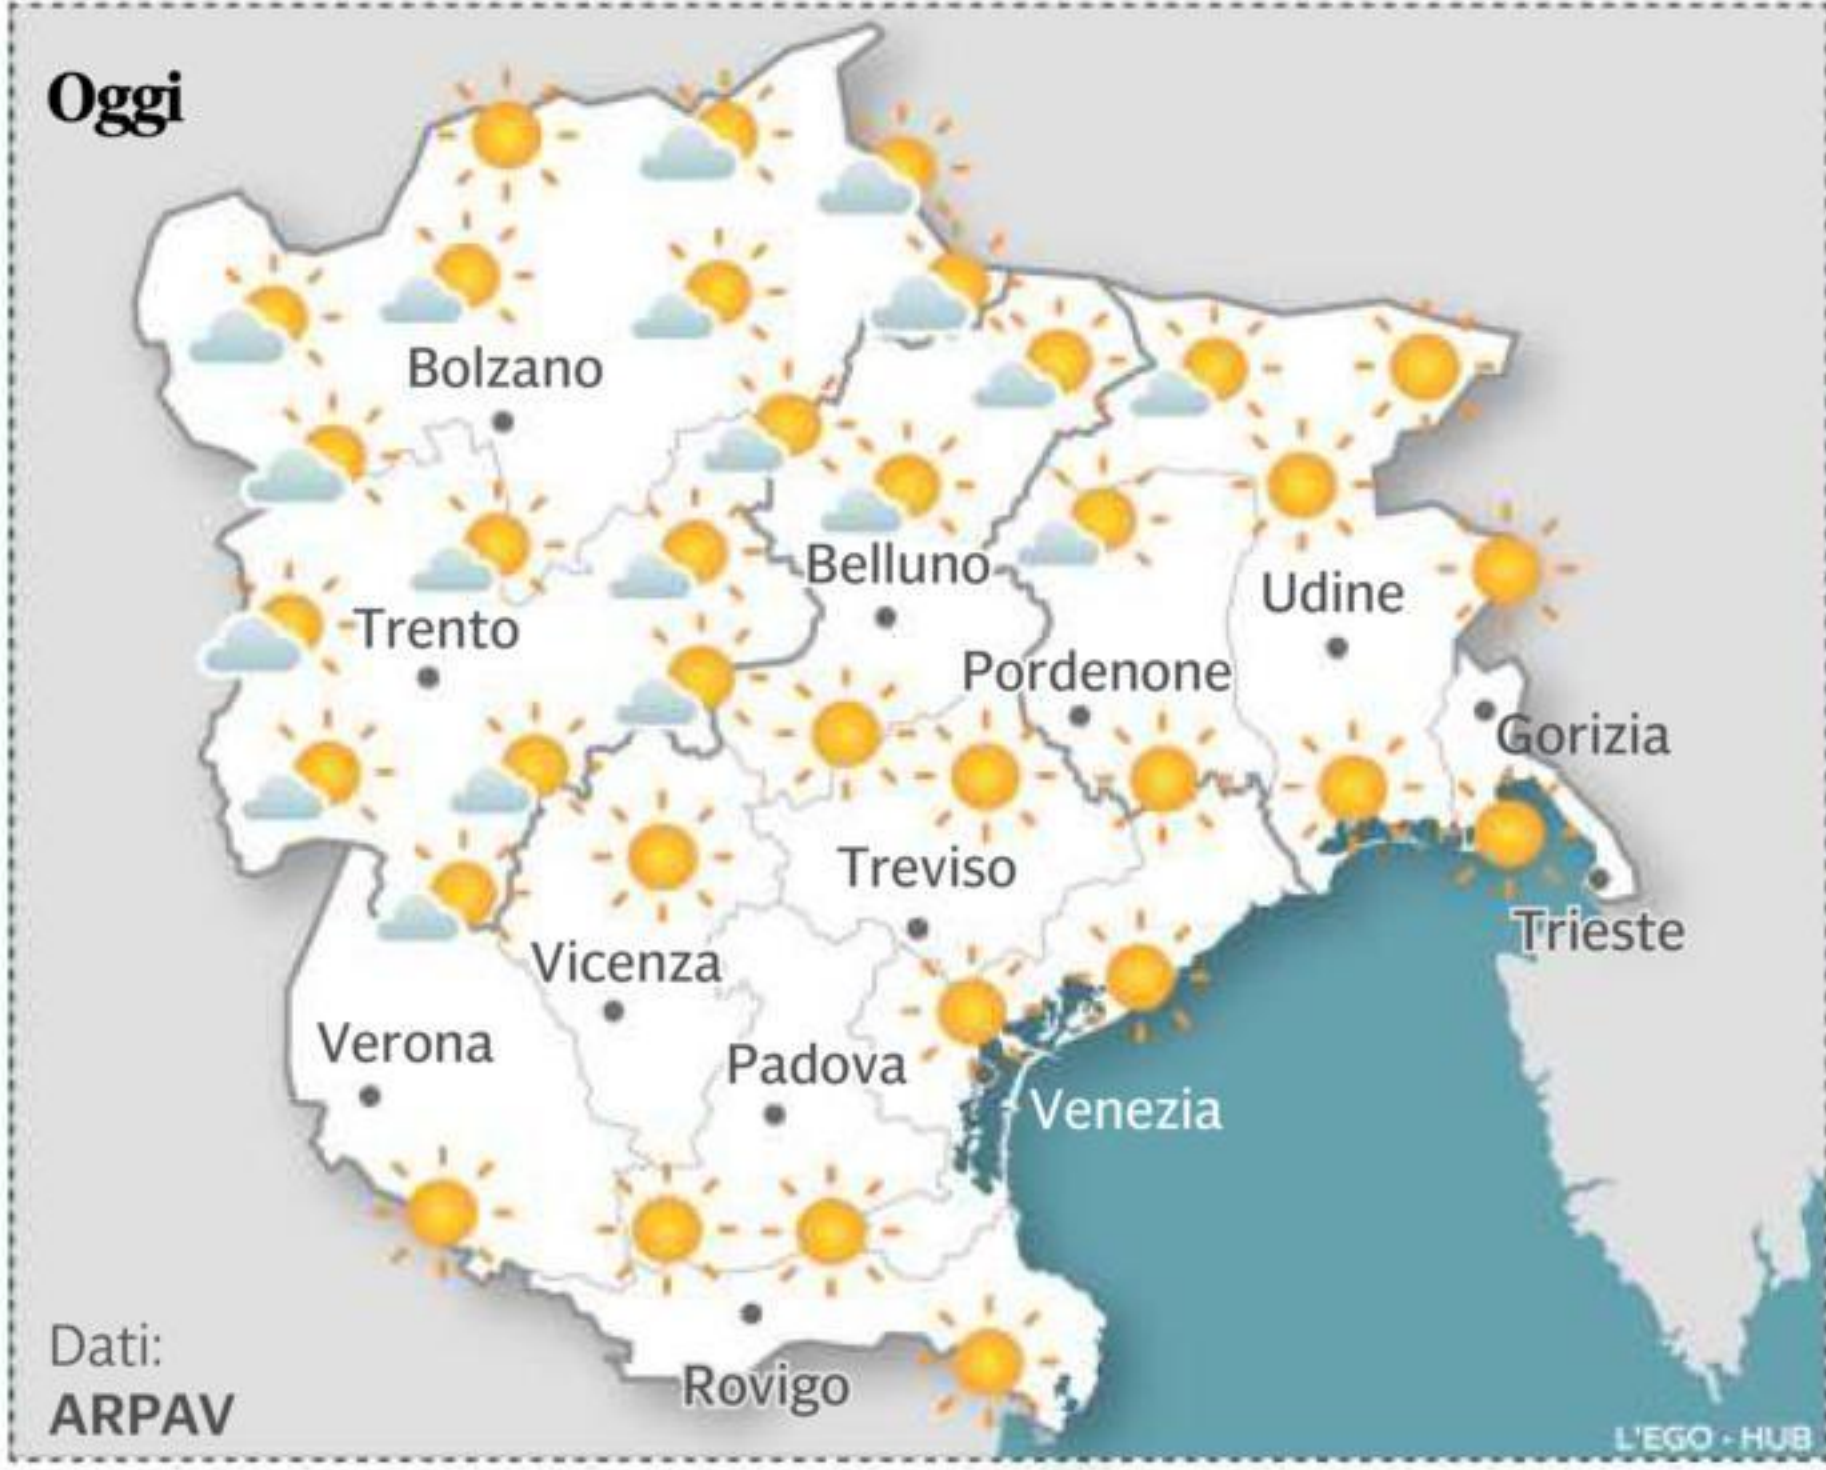 Oggi
Bolzano
Belluno
Udine
Trento
Pordenone
Gorizia
Treviso
Trieste
Vicenza
Verona
Padova
Venezia
Rovigo
Dati:
ARPAV
L'EGO - HUB